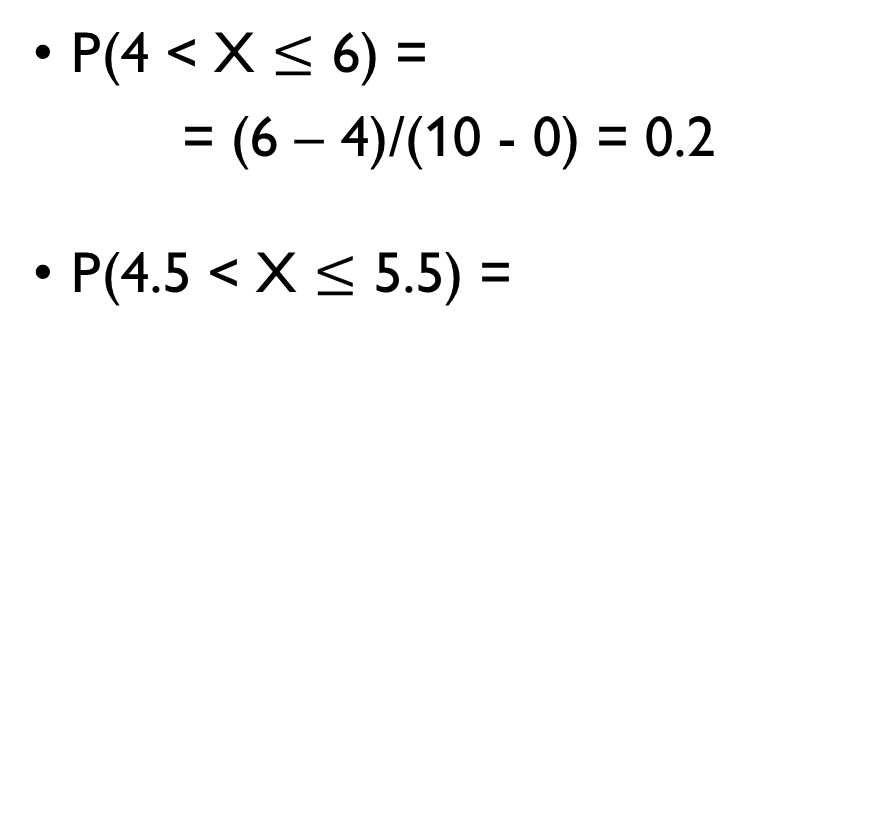 • P(4 < X ≤ 6) =
= (6 – 4)/(10 - 0) = 0.2
• P(4.5 < X ≤ 5.5) =